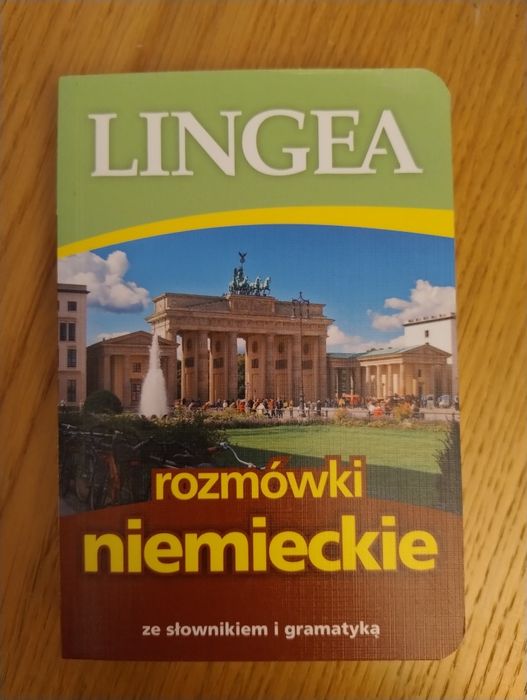 LINGEA
rozmówki
niemieckie
ze słownikiem i gramatyką